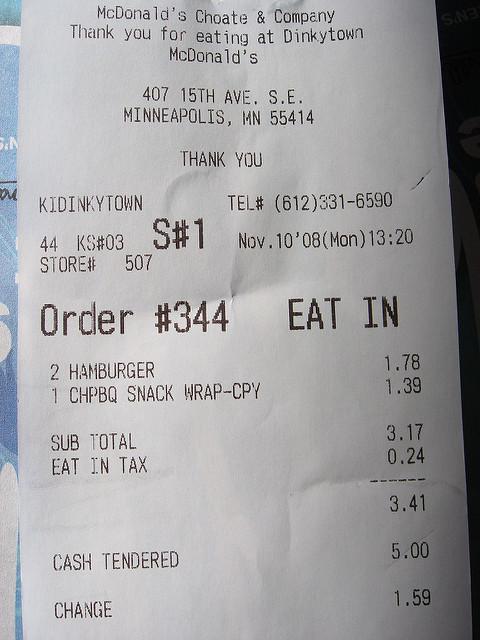 McDonald's Choate & Company
Thank you for eating at Dinkytown
McDonald's
407 15TH AVE. S.E.
MINNEAPOLIS, MN 55414
THANK YOU
KIDINKYTOWN TEL# (612)331-6590
44 KS#03 S#1 Nov.10'08(Mon)13:20
STORE# 507
Order #344 EAT IN
2 HAMBURGER 1.78
1 CHPBQ SNACK WRAP-CPY 1.39
SUB TOTAL 3.17
EAT IN TAX 0.24
------
3.41
CASH TENDERED 5.00
CHANGE 1.59